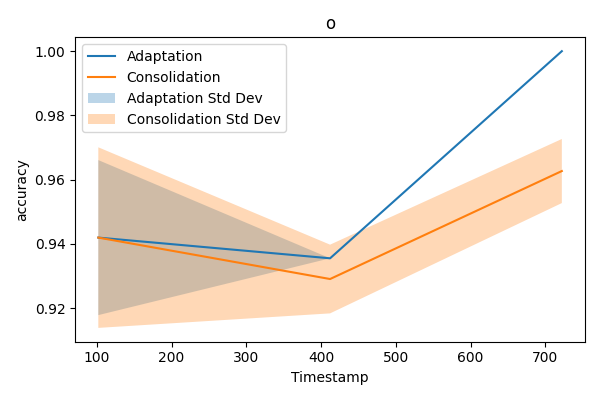 o
1.00
0.98
0.96
0.94
0.92
accuracy
Adaptation
Consolidation
Adaptation Std Dev
Consolidation Std Dev
100 200 300 400 500 600 700
Timestamp